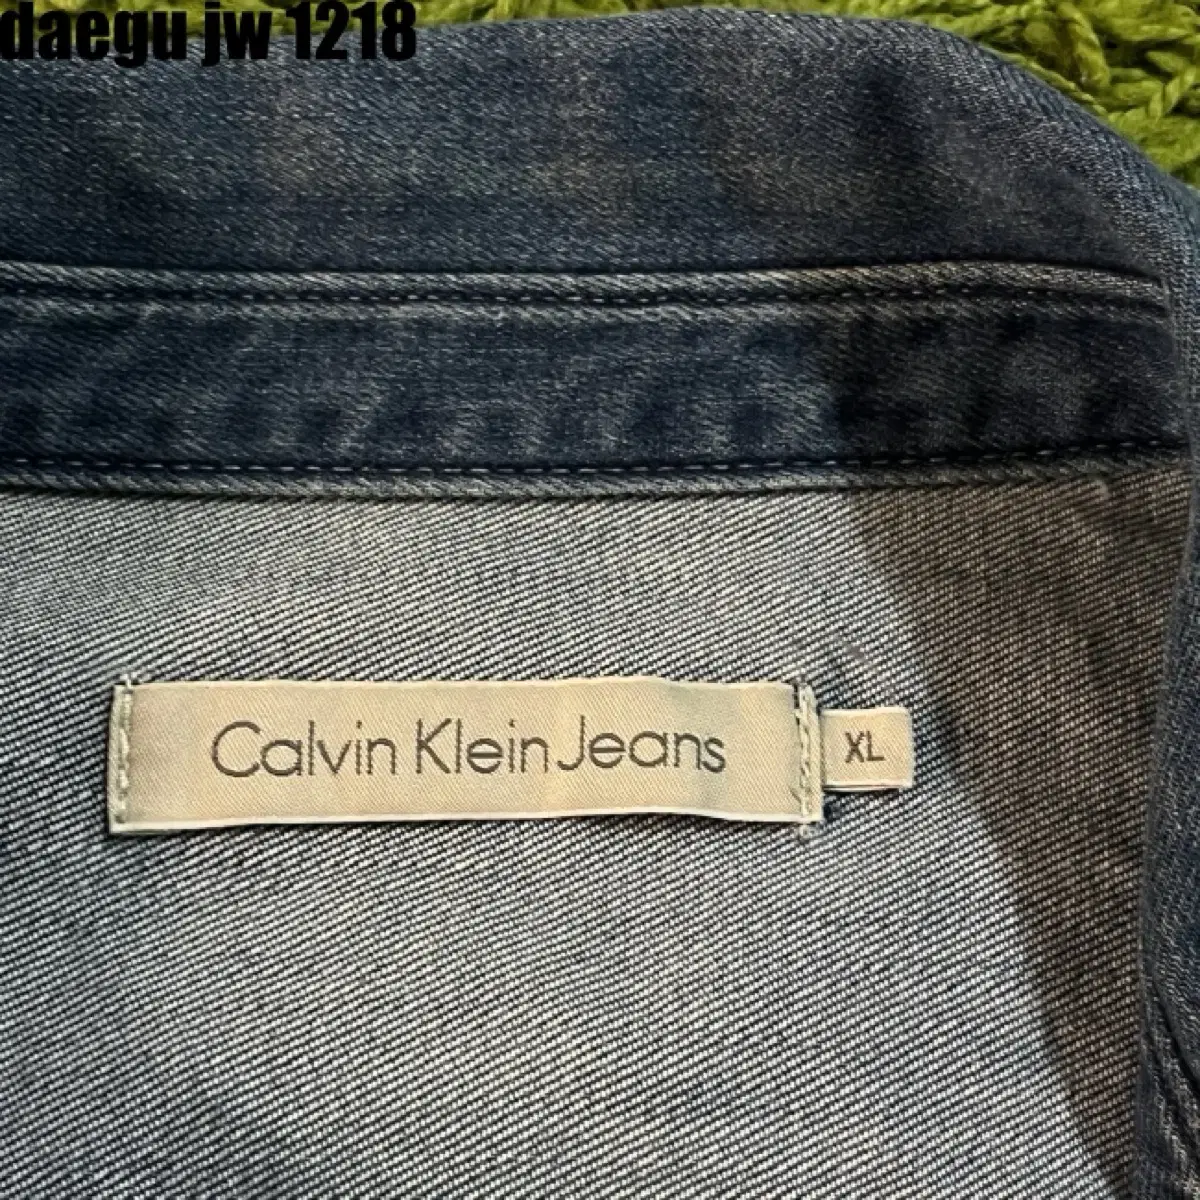 daegu jw 1218
Calvin Klein Jeans
XL